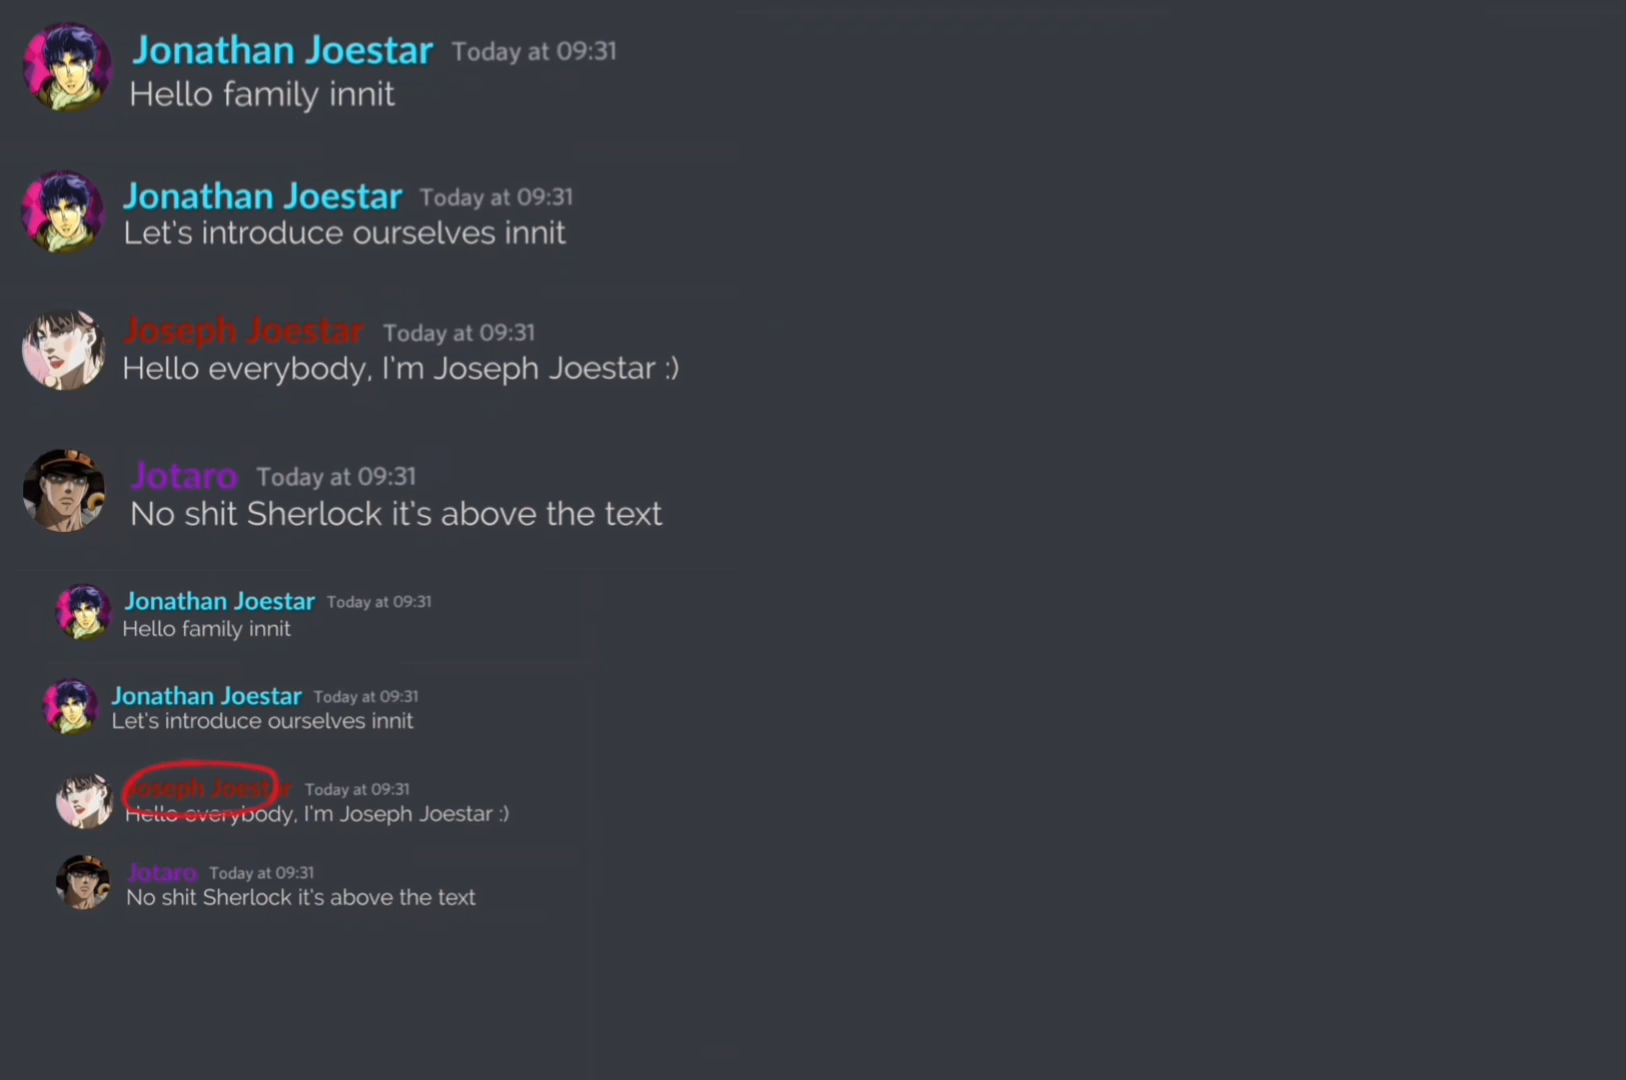 Jonathan Joestar Today at 09:31
Hello family innit
Jonathan Joestar Today at 09:31
Let's introduce ourselves innit
Joseph Joestar Today at 09:31
Hello everybody, I'm Joseph Joestar :)
Jotaro Today at 09:31
No shit Sherlock it's above the text
Jonathan Joestar Today at 09:31
Hello family innit
Jonathan Joestar Today at 09:31
Let's introduce ourselves innit
Joseph Joestar Today at 09:31
Hello everybody, I'm Joseph Joestar :)
Jotaro Today at 09:31
No shit Sherlock it's above the text